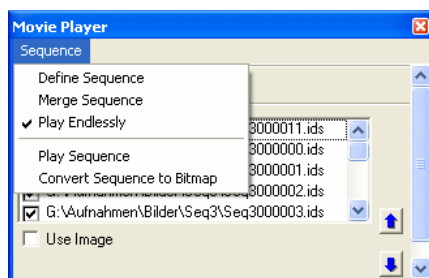 Movie Player
Sequence
Define Sequence
Merge Sequence
Play Endlessly
Play Sequence
Convert Sequence to Bitmap
3000011.ids
3000000.ids
3000001.ids
3000002.ids
G:\Aufnahmen\Bilder\Seq3\Seq3000003.ids
Use Image